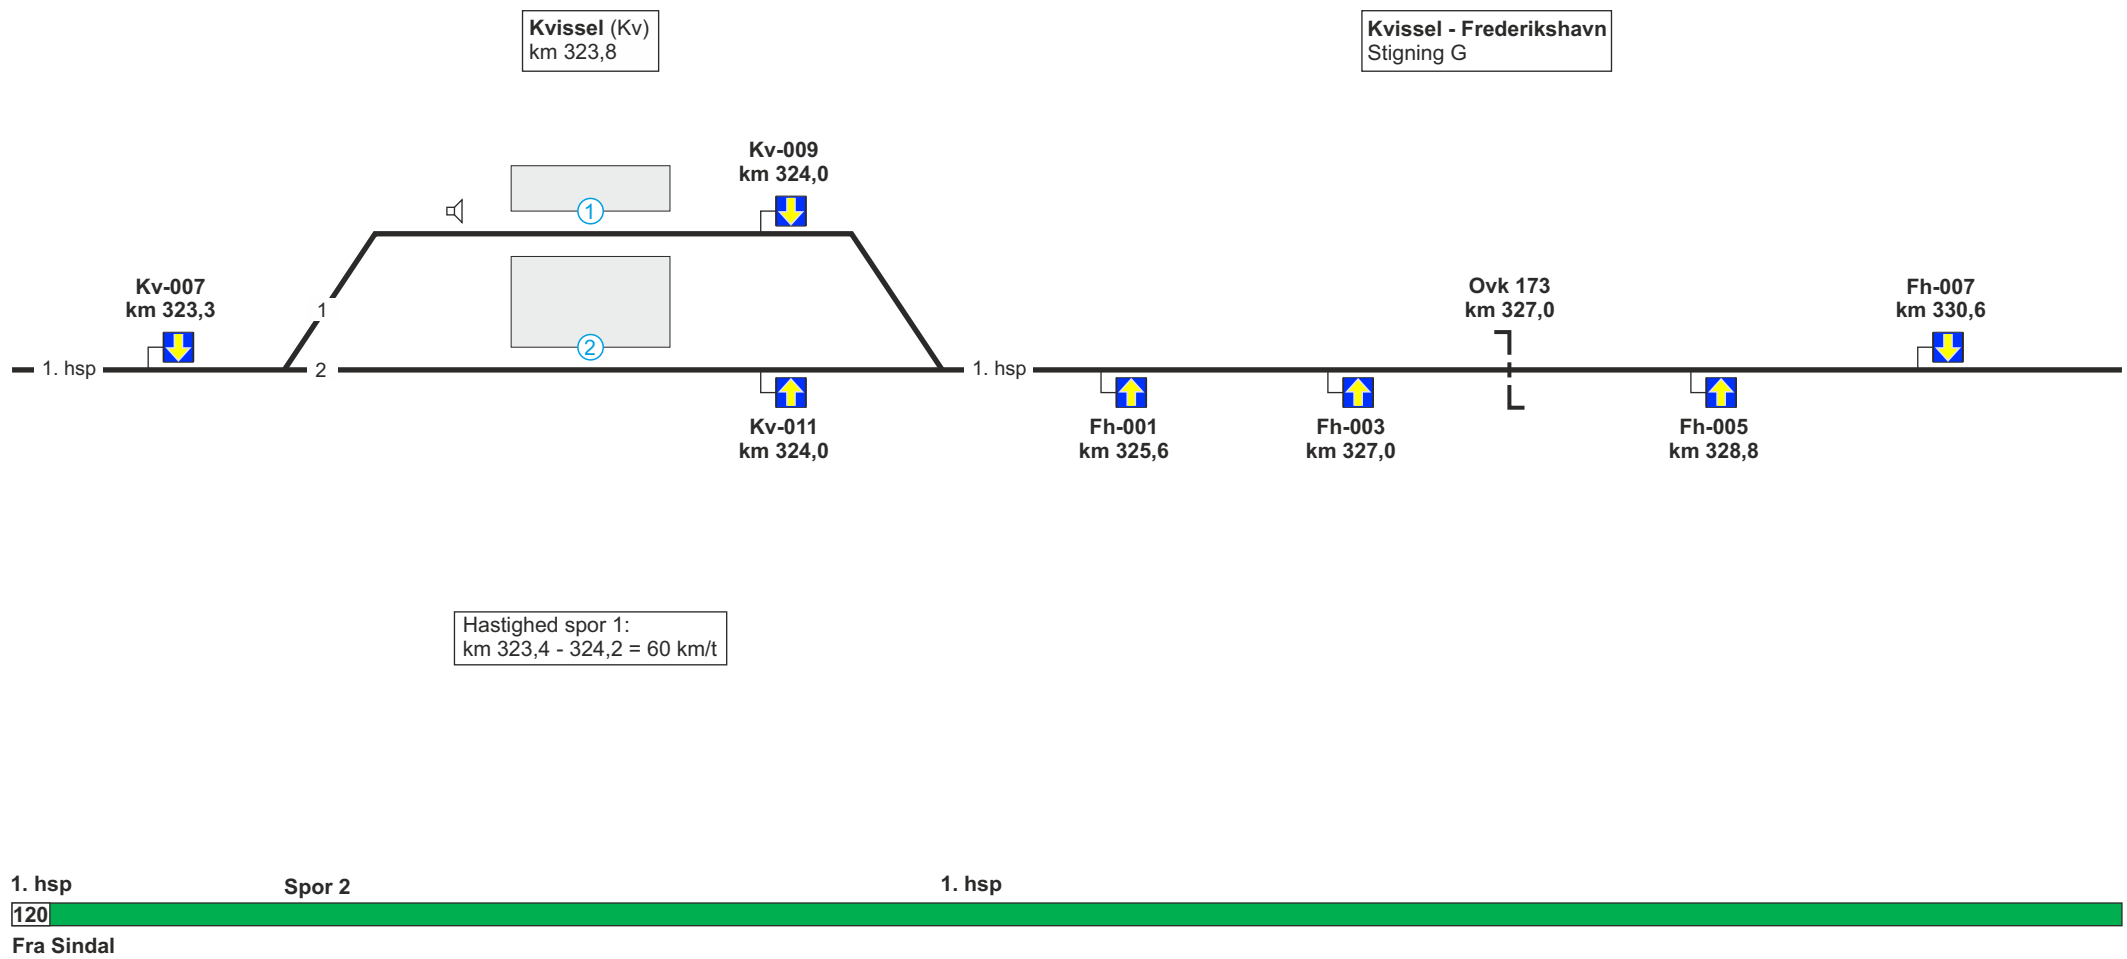 Kvissel (Kv)
km 323,8
Kvissel - Frederikshavn
Stigning G
Kv-009
km 324,0
1
Kv-007
km 323,3
1
2
Ovk 173
km 327,0
Fh-007
km 330,6
1. hsp
2
1. hsp
Kv-011
km 324,0
Fh-001
km 325,6
Fh-003
km 327,0
Fh-005
km 328,8
Hastighed spor 1:
km 323,4 - 324,2 = 60 km/t
1. hsp
Spor 2
1. hsp
120
Fra Sindal